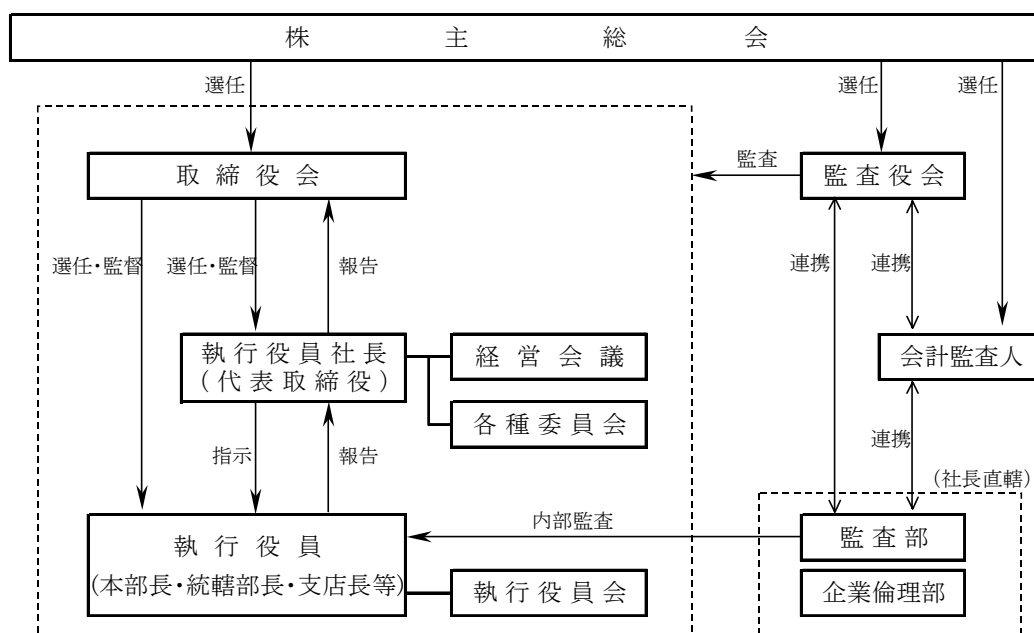 株主総会
選任
選任
選任
取締役会
監査
監査役会
選任・監督
選任・監督
報告
連携
連携
執行役員社長
(代表取締役)
経営会議
会計監査人
各種委員会
指示
報告
連携
(社長直轄)
執行役員
(本部長・統轄部長・支店長等)
内部監査
監査部
執行役員会
企業倫理部